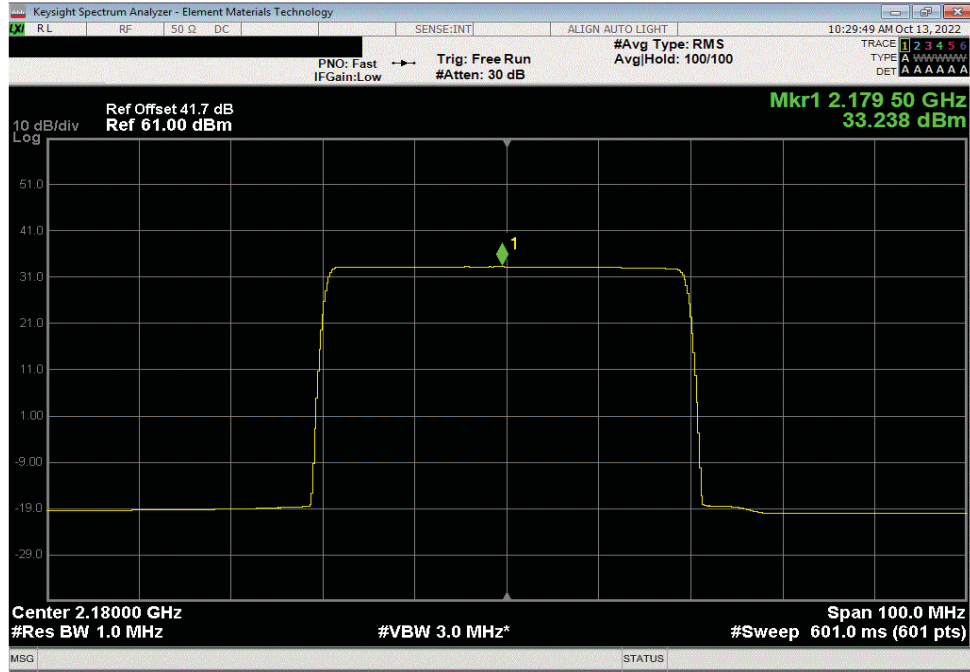 Keysight Spectrum Analyzer - Element Materials Technology
LXI RL RF 50 Ω DC SENSE:INT ALIGN AUTO LIGHT 10:29:49 AM Oct 13, 2022
#Avg Type: RMS TRACE 1 2 3 4 5 6
PNO: Fast Trig: Free Run Avg|Hold: 100/100 TYPE A WWWWW
IFGain:Low #Atten: 30 dB DET A A A A A A
Mkr1 2.179 50 GHz
Ref Offset 41.7 dB 33.238 dBm
10 dB/div Ref 61.00 dBm
Log
51.0
41.0
1
31.0
21.0
11.0
1.00
-9.00
-19.0
-29.0
Center 2.18000 GHz Span 100.0 MHz
#Res BW 1.0 MHz #VBW 3.0 MHz* #Sweep 601.0 ms (601 pts)
MSG STATUS